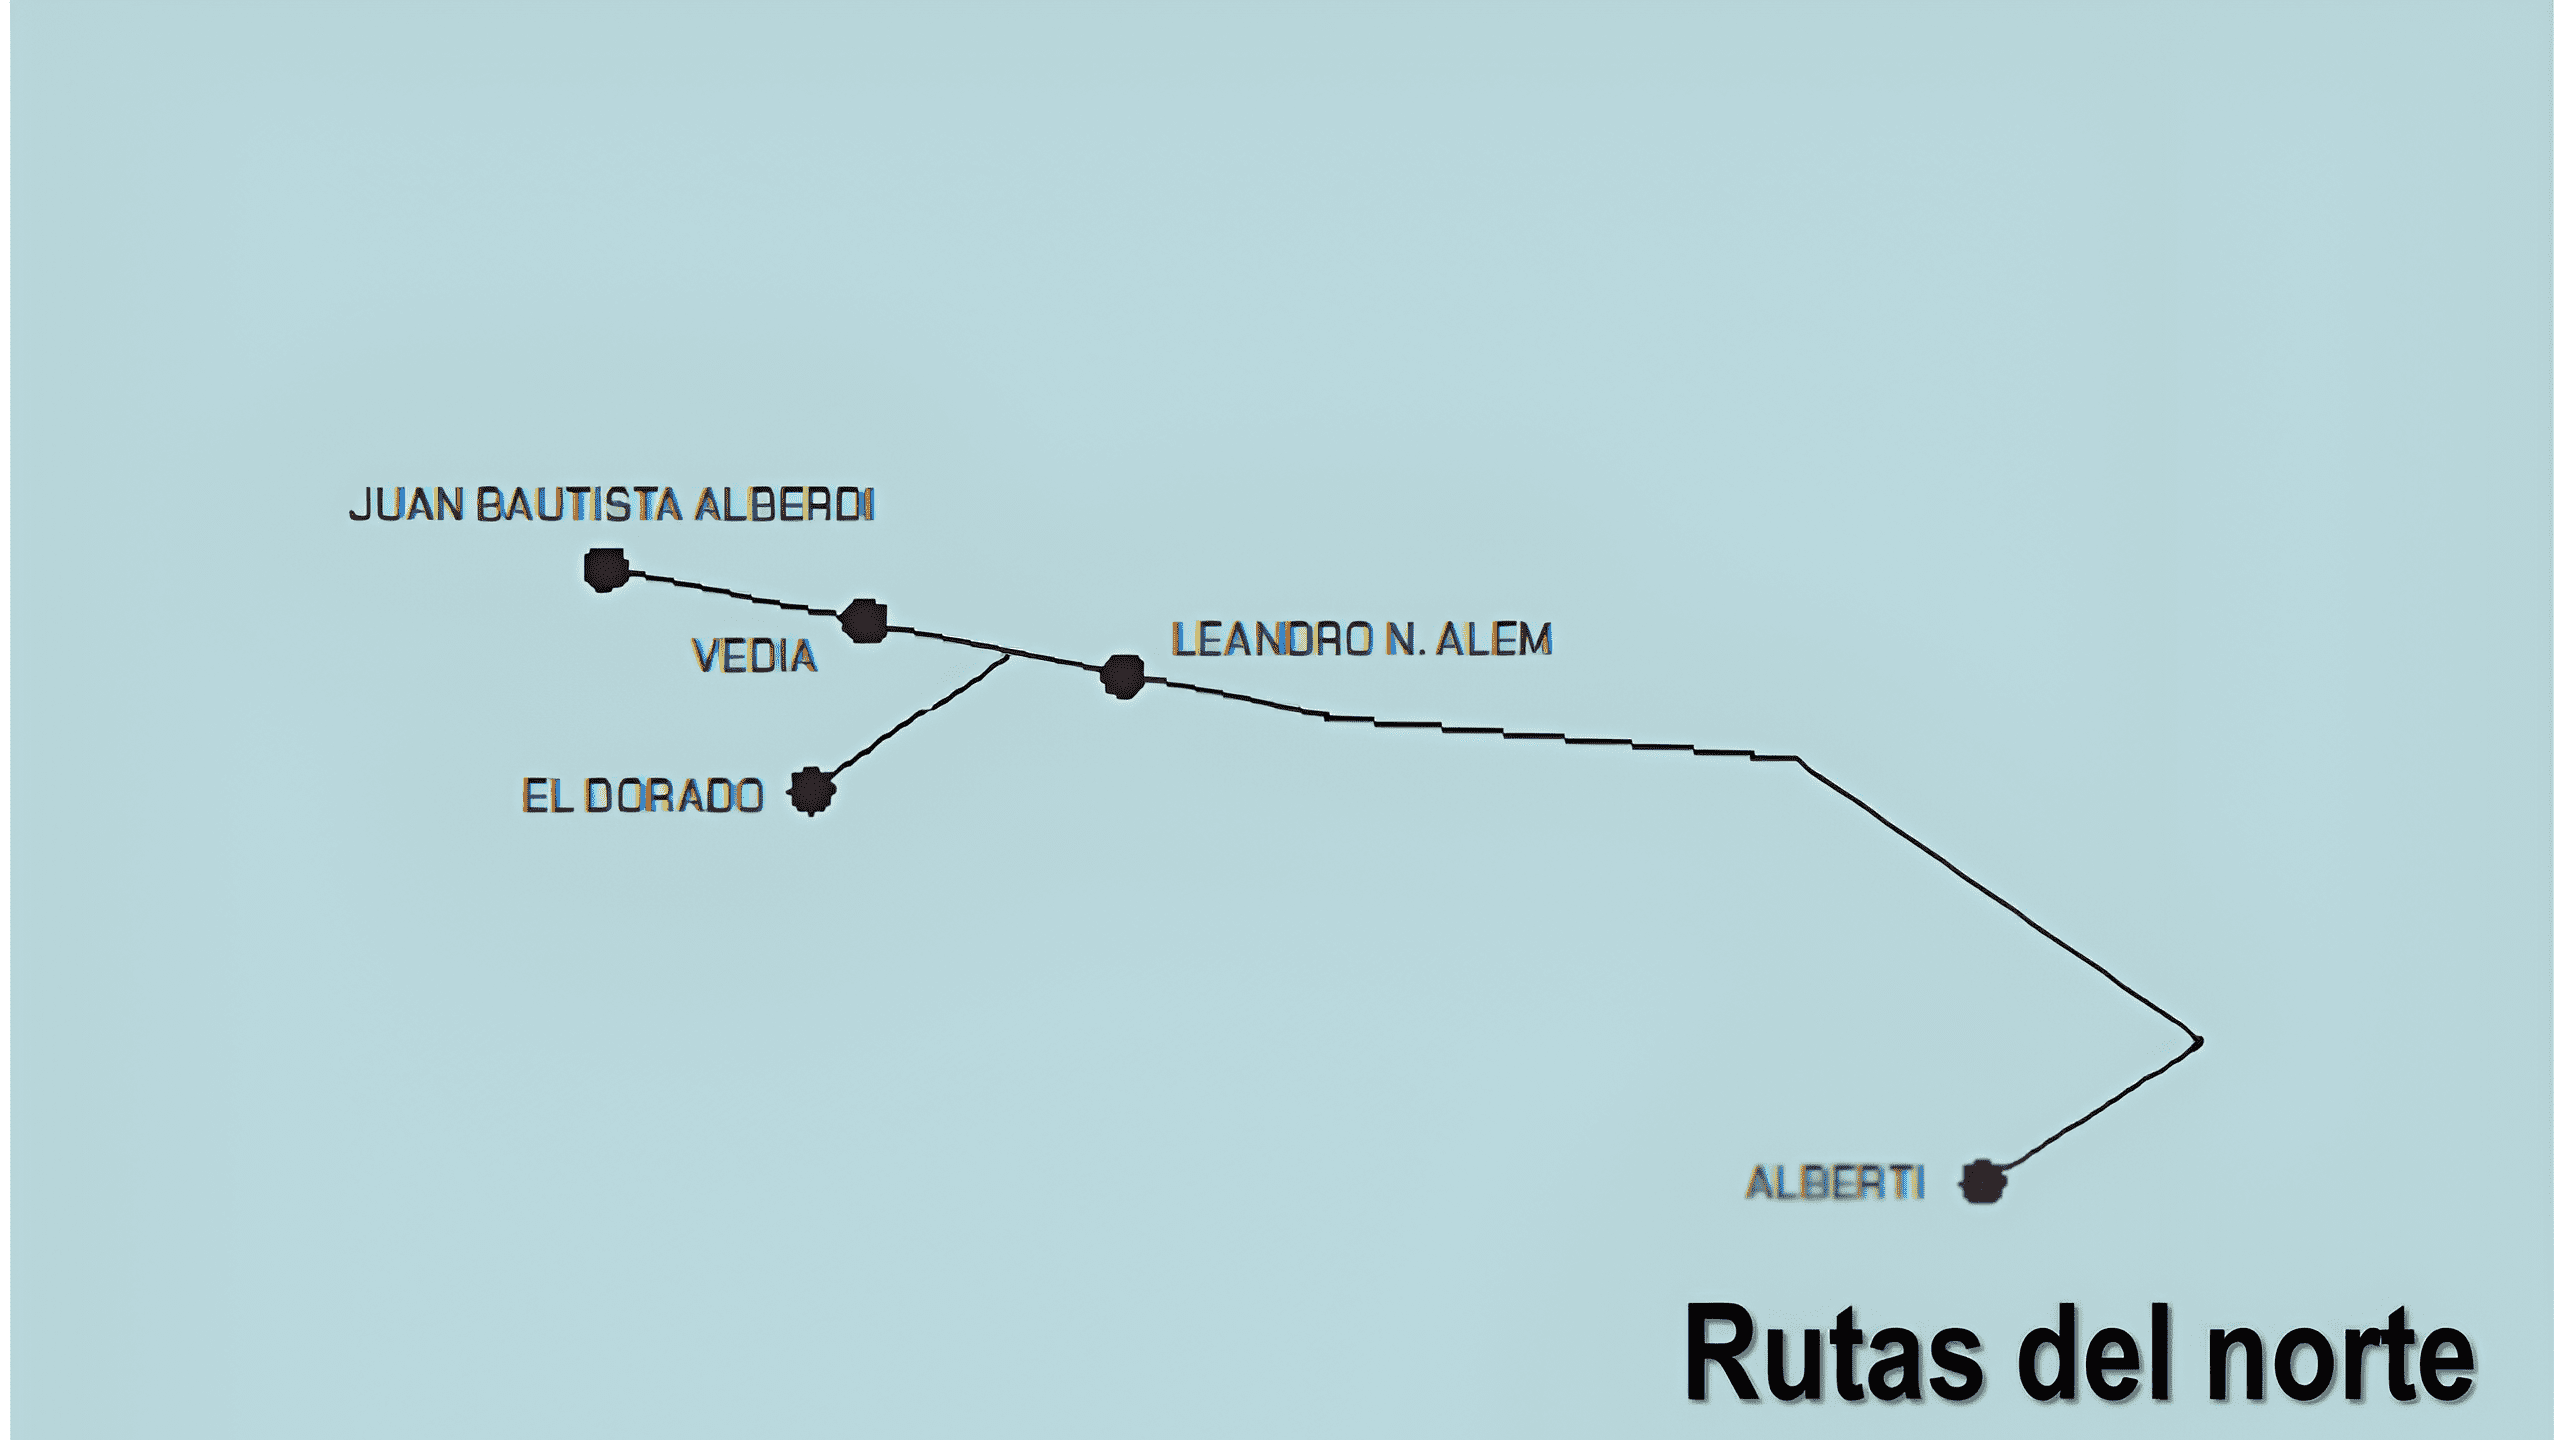 JUAN BAUTISTA ALBERDI
VEDIA
LEANDRO N. ALEM
EL DORADO
ALBERTI
Rutas del norte